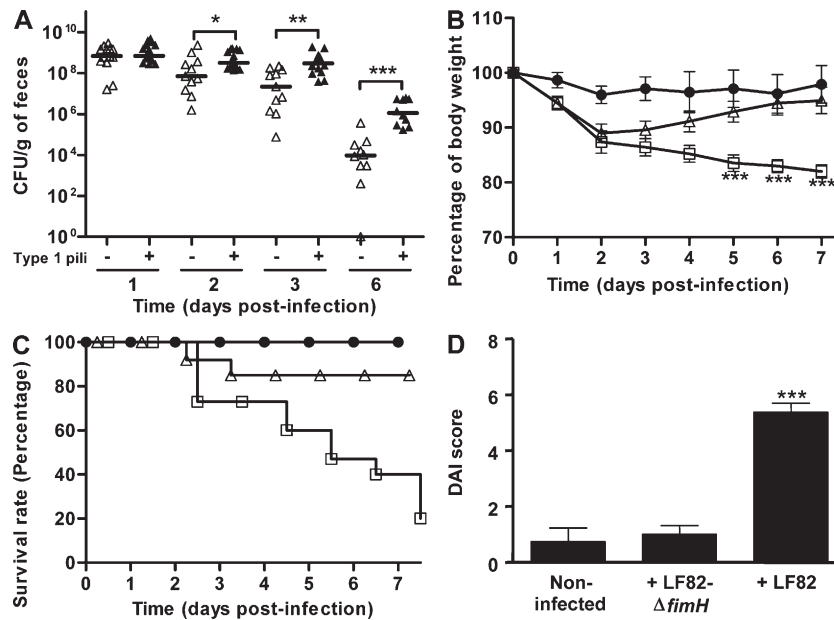 A
CFU/g of feces
10^10
10^8
10^6
10^4
10^2
10^0
* ** ***
Type 1 pili - + - + - + - +
1 2 3 6
Time (days post-infection)
B
Percentage of body weight
110
100
90
80
70
*** *** ***
0 1 2 3 4 5 6 7
Time (days post-infection)
C
Survival rate (Percentage)
100
80
60
40
20
0
0 1 2 3 4 5 6 7
Time (days post-infection)
D
DAI score
8
6
4
2
0
***
Non-infected
+ LF82-ΔfimH
+ LF82